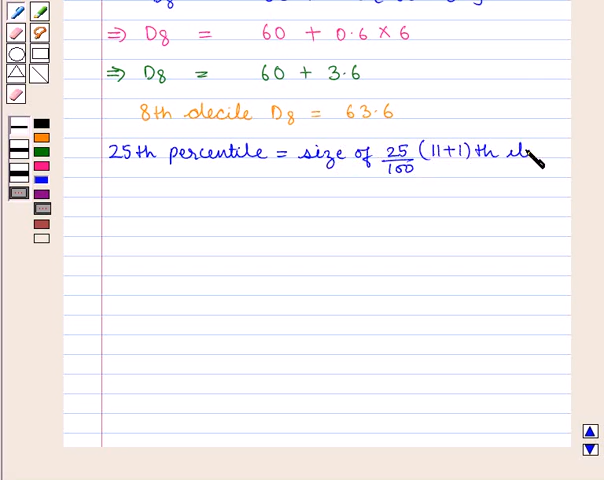 ⇒ D8 = 60 + 0.6 × 6
⇒ D8 = 60 + 3.6
8th decile D8 = 63.6
25th percentile = size of 25/100 (11+1)th